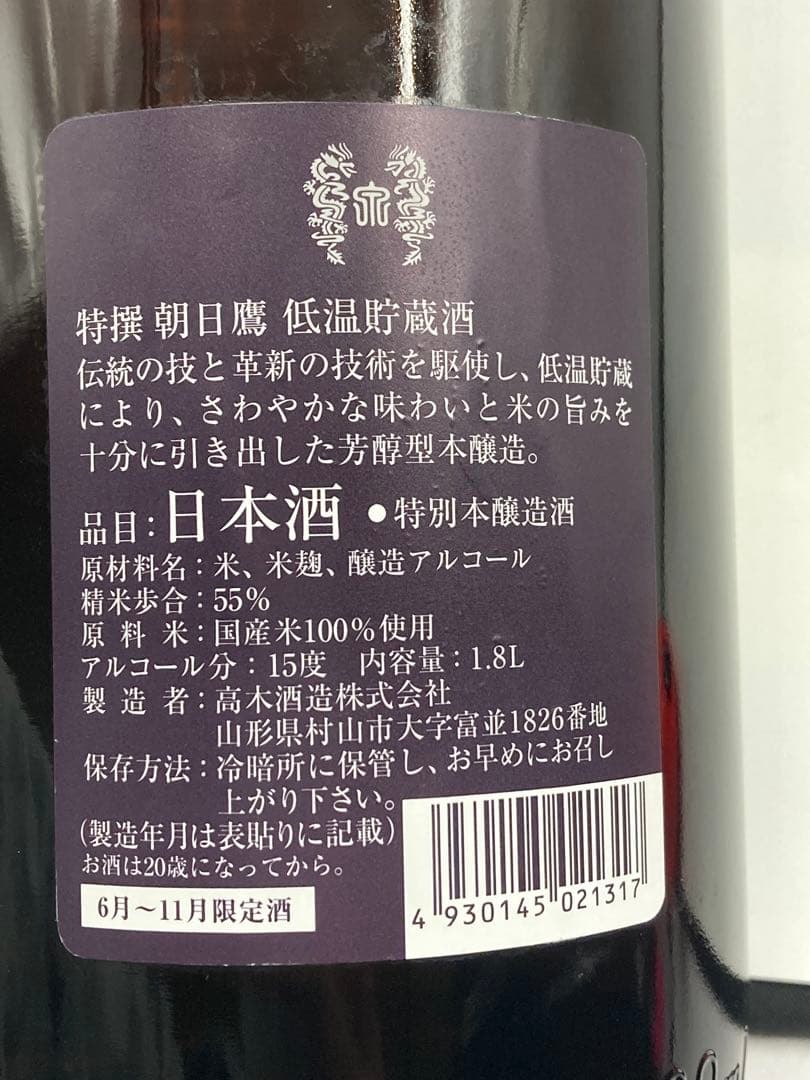 特撰 朝日鷹 低温貯蔵酒
伝統の技と革新の技術を駆使し、低温貯蔵
により、さわやかな味わいと米の旨みを
十分に引き出した芳醇型本醸造。
品目：日本酒 ●特別本醸造酒
原材料名：米、米麹、醸造アルコール
精米歩合：55%
原料米：国産米100%使用
アルコール分：15度 内容量：1.8L
製造者：高木酒造株式会社
山形県村山市大字富並1826番地
保存方法：冷暗所に保管し、お早めにお召し
上がり下さい。
(製造年月は表貼りに記載)
お酒は20歳になってから。
6月〜11月限定酒
4 930145 021317